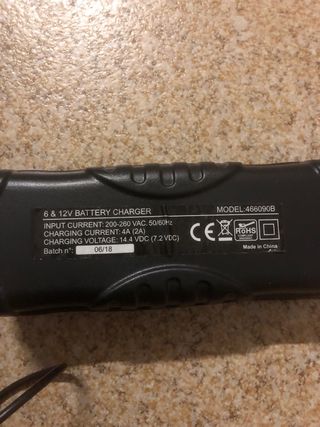 6 & 12V BATTERY CHARGER MODEL:466090B
INPUT CURRENT: 200-260 VAC. 50/60Hz
CHARGING CURRENT: 4A (2A)
CHARGING VOLTAGE: 14.4 VDC (7.2 VDC)
Batch n°: 06/18
CE
RoHS
Made in China